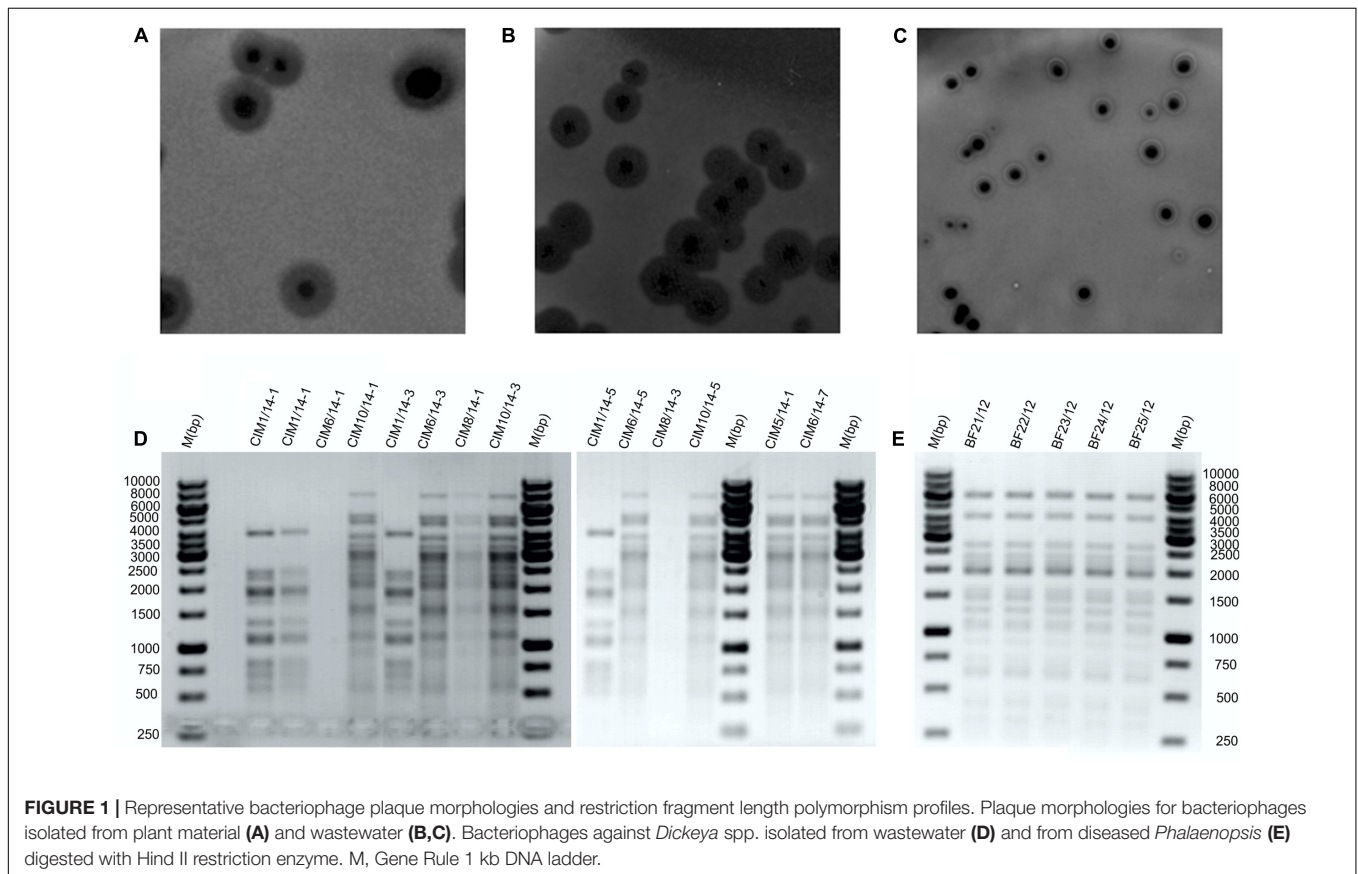 A
B
C
D
M(bp)
CIM1/14-1
CIM1/14-1
CIM6/14-1
CIM10/14-1
CIM1/14-3
CIM6/14-3
CIM8/14-1
CIM10/14-3
M(bp)
CIM1/14-5
CIM6/14-5
CIM8/14-3
CIM10/14-5
M(bp)
CIM5/14-1
CIM6/14-7
M(bp)
10000
8000
6000
5000
4000
3500
3000
2500
2000
1500
1000
750
500
250
E
M(bp)
BF21/12
BF22/12
BF23/12
BF24/12
BF25/12
M(bp)
10000
8000
6000
5000
4000
3500
3000
2500
2000
1500
1000
750
500
250
FIGURE 1 | Representative bacteriophage plaque morphologies and restriction fragment length polymorphism profiles. Plaque morphologies for bacteriophages
isolated from plant material (A) and wastewater (B,C). Bacteriophages against Dickeya spp. isolated from wastewater (D) and from diseased Phalaenopsis (E)
digested with Hind II restriction enzyme. M, Gene Rule 1 kb DNA ladder.